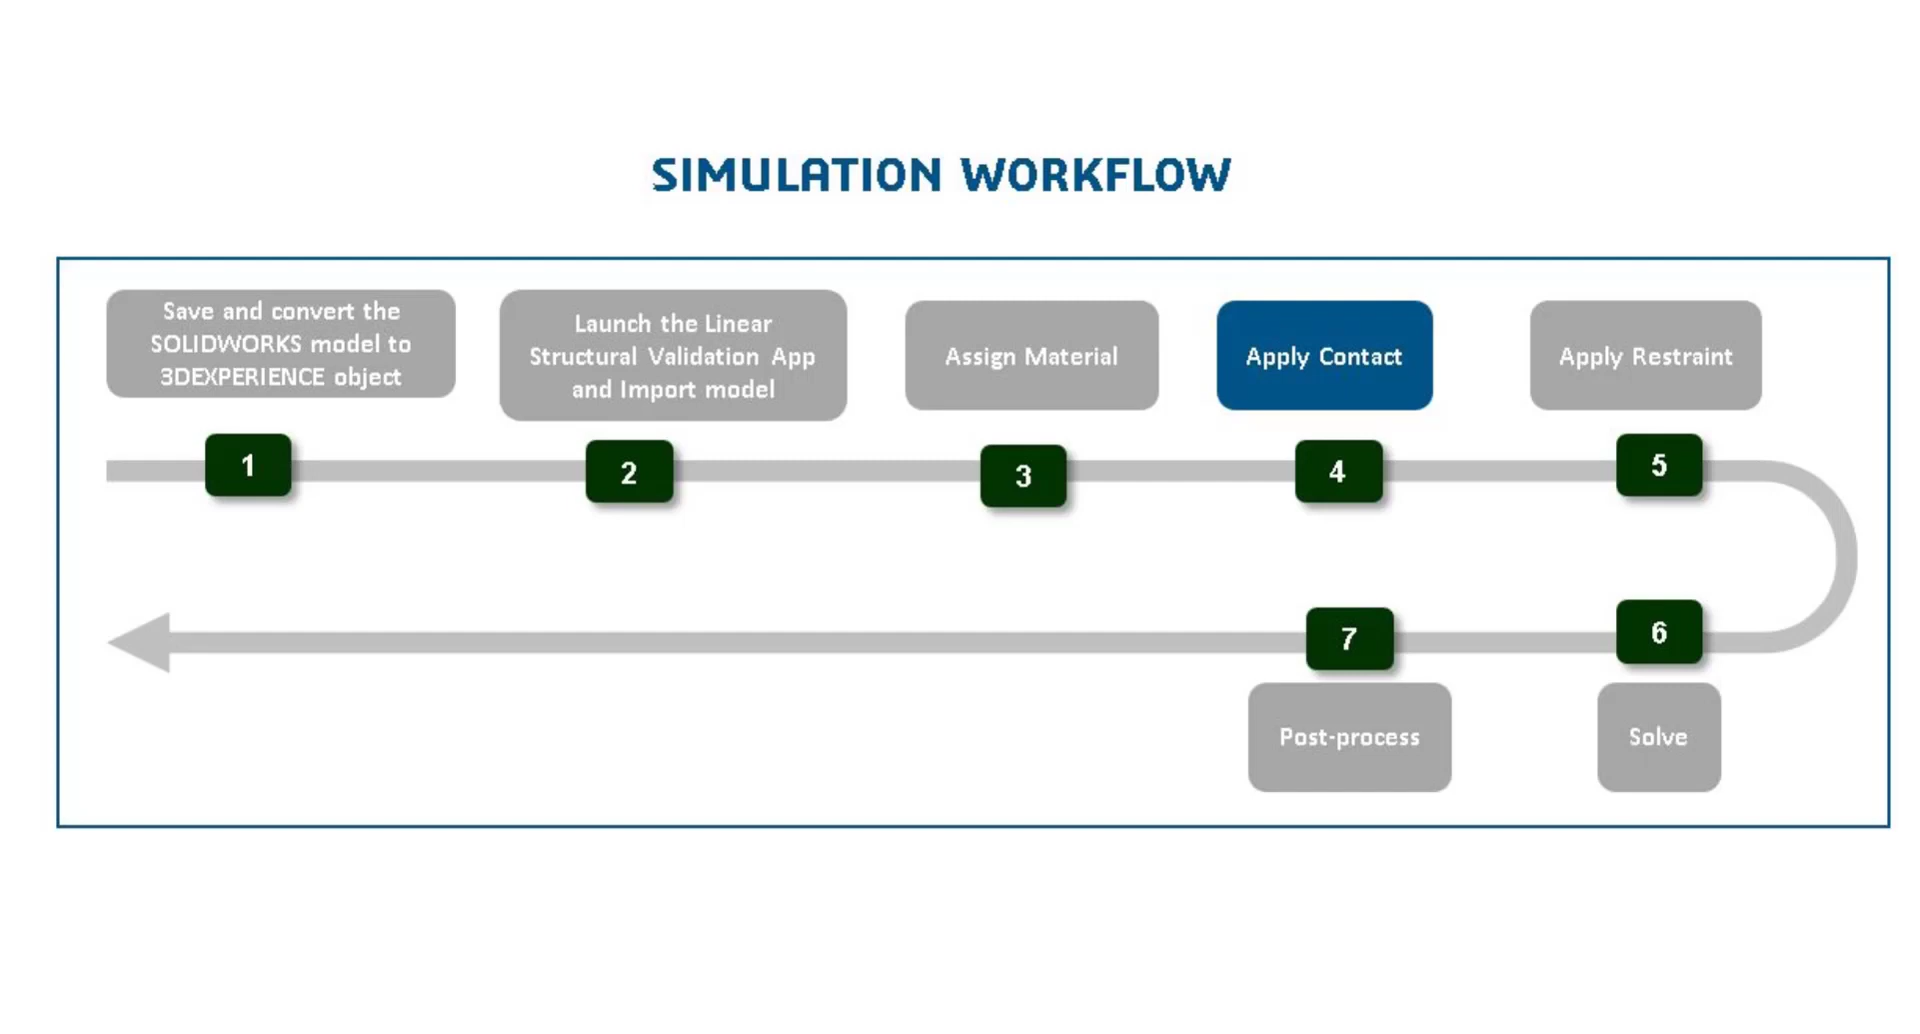 SIMULATION WORKFLOW
Save and convert the
SOLIDWORKS model to
3DEXPERIENCE object
Launch the Linear
Structural Validation App
and Import model
Assign Material
Apply Contact
Apply Restraint
1
2
3
4
5
7
6
Post-process
Solve